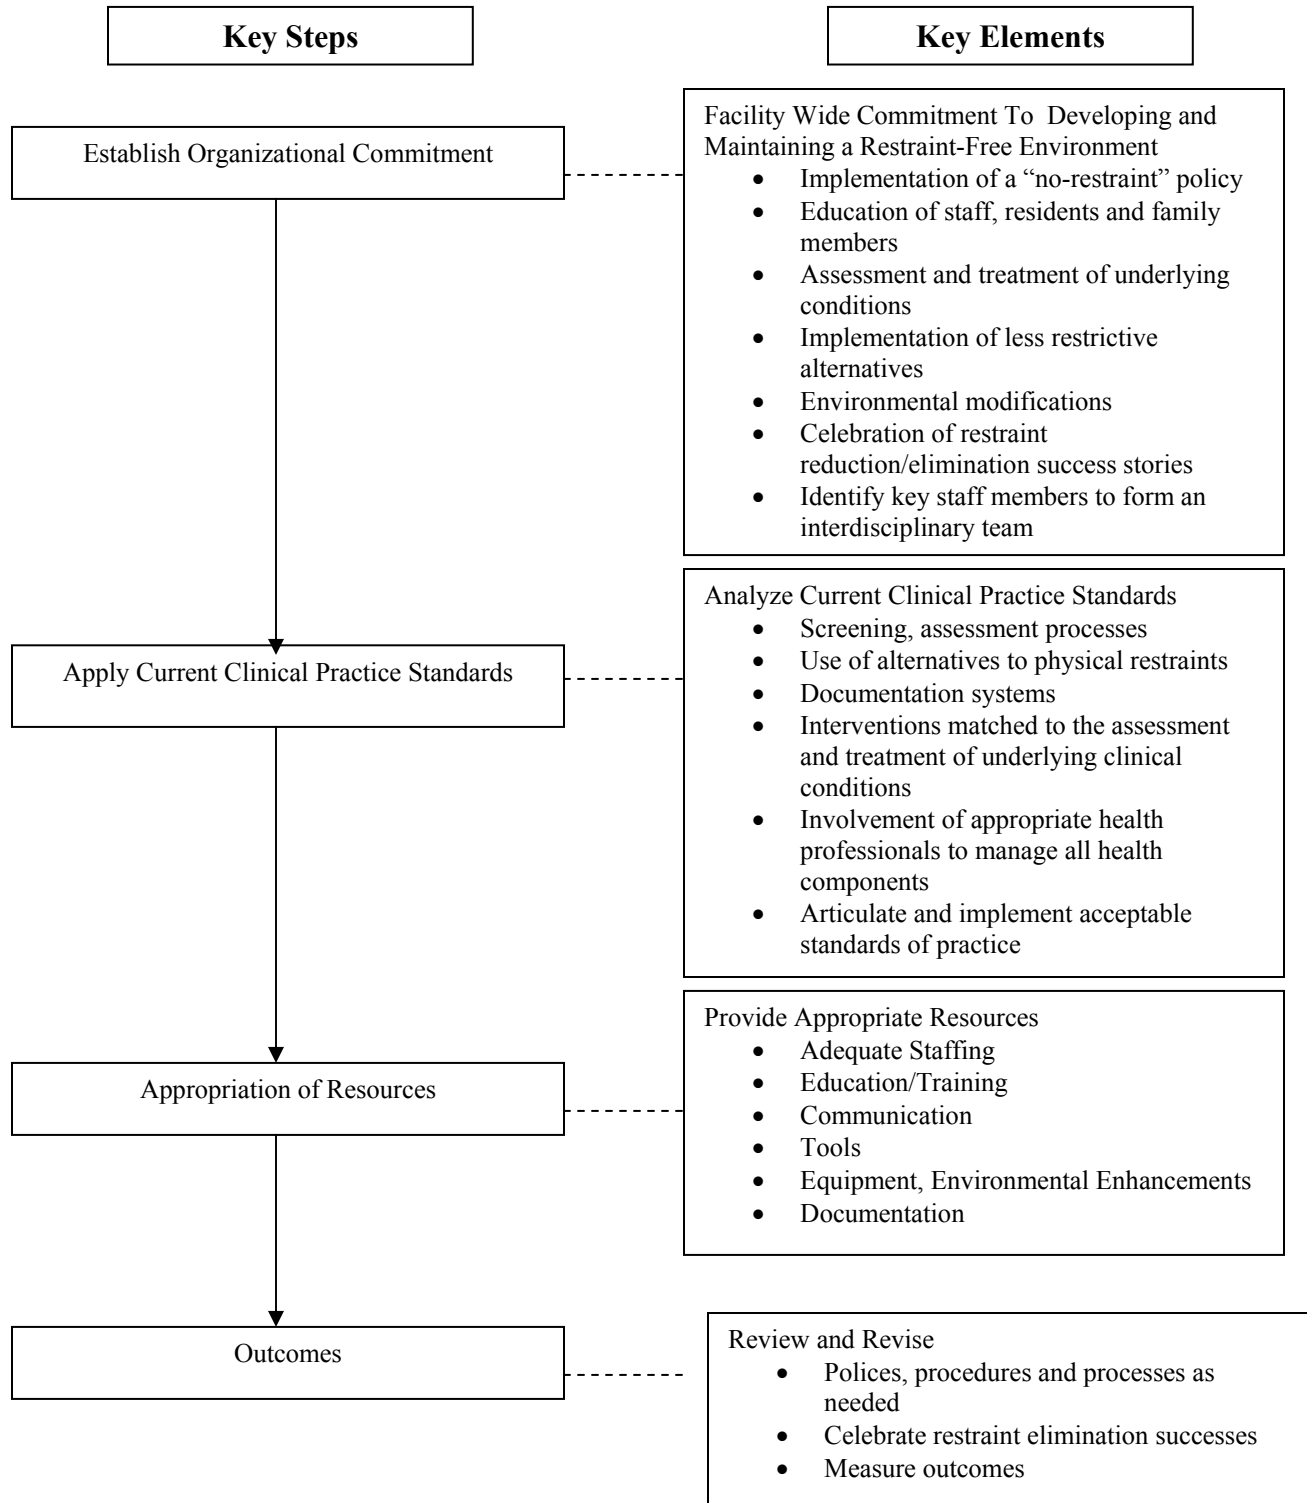 Key Steps
Key Elements
Establish Organizational Commitment
Facility Wide Commitment To Developing and
Maintaining a Restraint-Free Environment
• Implementation of a “no-restraint” policy
• Education of staff, residents and family
members
• Assessment and treatment of underlying
conditions
• Implementation of less restrictive
alternatives
• Environmental modifications
• Celebration of restraint
reduction/elimination success stories
• Identify key staff members to form an
interdisciplinary team
Apply Current Clinical Practice Standards
Analyze Current Clinical Practice Standards
• Screening, assessment processes
• Use of alternatives to physical restraints
• Documentation systems
• Interventions matched to the assessment
and treatment of underlying clinical
conditions
• Involvement of appropriate health
professionals to manage all health
components
• Articulate and implement acceptable
standards of practice
Appropriation of Resources
Provide Appropriate Resources
• Adequate Staffing
• Education/Training
• Communication
• Tools
• Equipment, Environmental Enhancements
• Documentation
Outcomes
Review and Revise
• Polices, procedures and processes as
needed
• Celebrate restraint elimination successes
• Measure outcomes